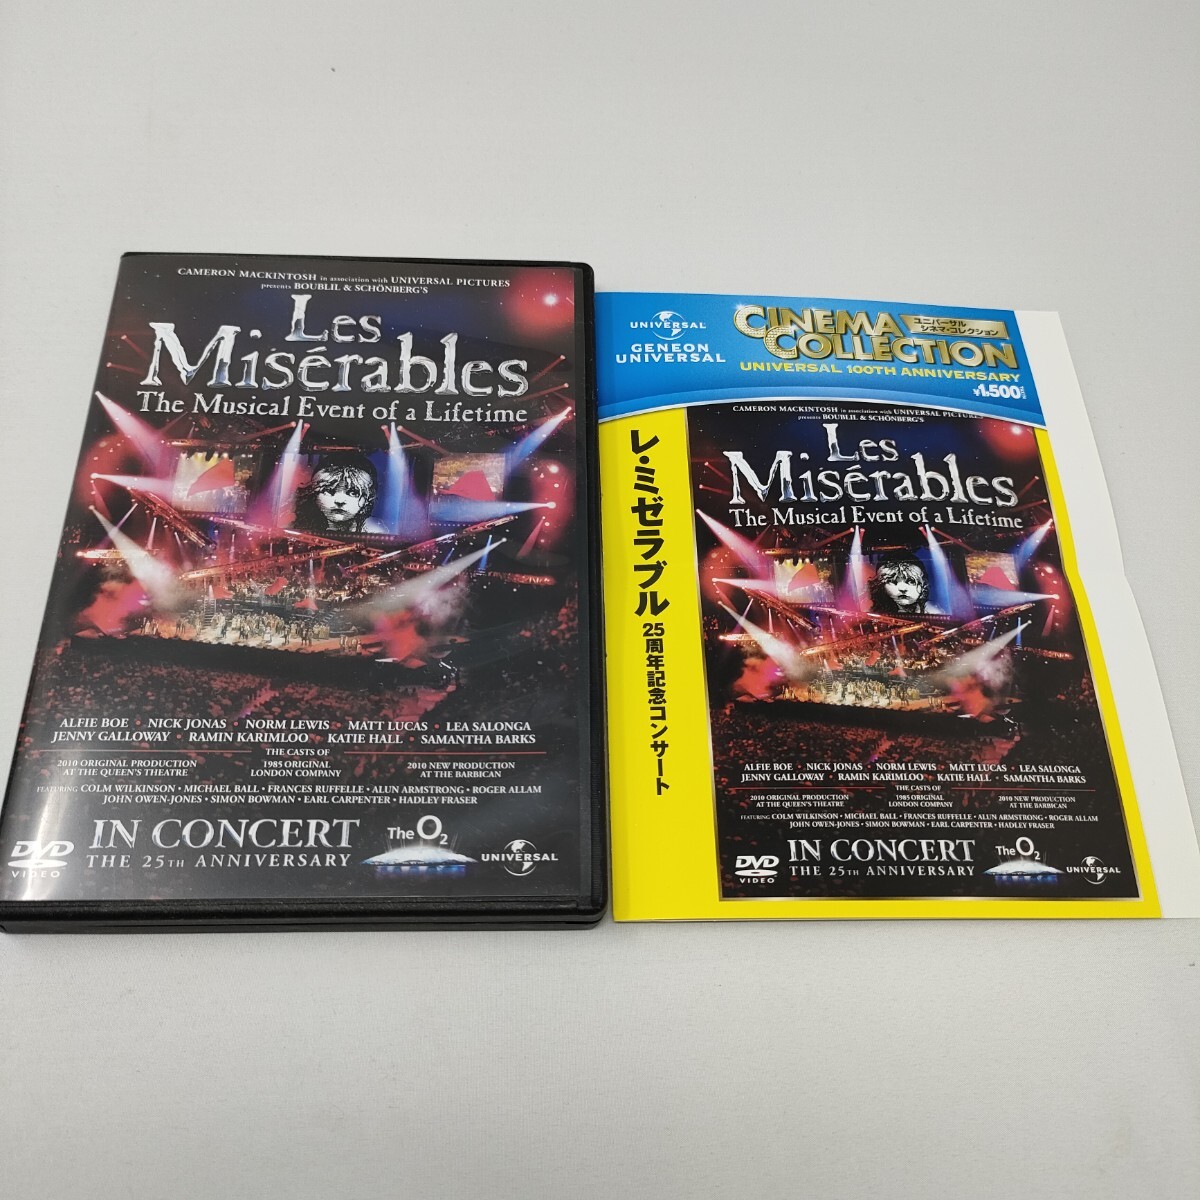 CAMERON MACKINTOSH in association with UNIVERSAL PICTURES
presents BOUBLIL & SCHÖNBERG'S
Les
Misérables
The Musical Event of a Lifetime
ALFIE BOE • NICK JONAS • NORM LEWIS • MATT LUCAS • LEA SALONGA
JENNY GALLOWAY • RAMIN KARIMLOO • KATIE HALL • SAMANTHA BARKS
THE CASTS OF
2010 ORIGINAL PRODUCTION 1985 ORIGINAL 2010 NEW PRODUCTION
AT THE QUEEN'S THEATRE LONDON COMPANY AT THE BARBICAN
FEATURING COLM WILKINSON • MICHAEL BALL • FRANCES RUFFELLE • ALUN ARMSTRONG • ROGER ALLAM
JOHN OWEN-JONES • SIMON BOWMAN • EARL CARPENTER • HADLEY FRASER
DVD
VIDEO
IN CONCERT
THE 25TH ANNIVERSARY
The O2
UNIVERSAL
UNIVERSAL
GENEON
UNIVERSAL
CINEMA
COLLECTION
ユニバーサル
シネマ・コレクション
UNIVERSAL 100TH ANNIVERSARY
¥1,500
レ・ミゼラブル 25周年記念コンサート
CAMERON MACKINTOSH in association with UNIVERSAL PICTURES
presents BOUBLIL & SCHÖNBERG'S
Les
Misérables
The Musical Event of a Lifetime
ALFIE BOE • NICK JONAS • NORM LEWIS • MATT LUCAS • LEA SALONGA
JENNY GALLOWAY • RAMIN KARIMLOO • KATIE HALL • SAMANTHA BARKS
THE CASTS OF
2010 ORIGINAL PRODUCTION 1985 ORIGINAL 2010 NEW PRODUCTION
AT THE QUEEN'S THEATRE LONDON COMPANY AT THE BARBICAN
FEATURING COLM WILKINSON • MICHAEL BALL • FRANCES RUFFELLE • ALUN ARMSTRONG • ROGER ALLAM
JOHN OWEN-JONES • SIMON BOWMAN • EARL CARPENTER • HADLEY FRASER
DVD
VIDEO
IN CONCERT
THE 25TH ANNIVERSARY
The O2
UNIVERSAL